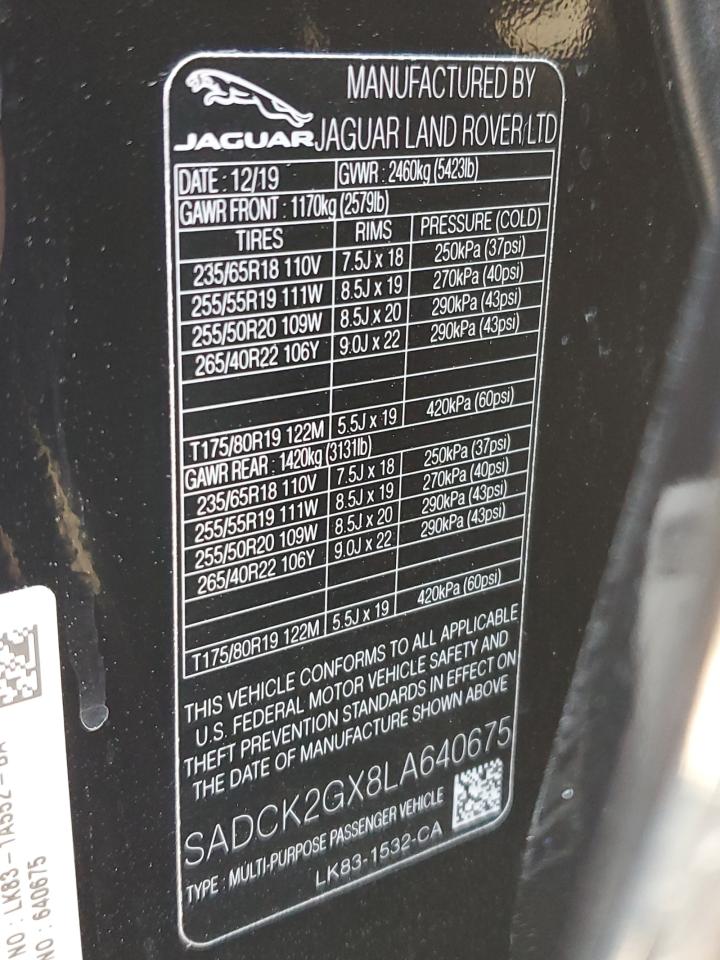 JAGUAR
MANUFACTURED BY
JAGUAR LAND ROVER LTD
DATE : 12/19 GVWR : 2460kg (5423lb)
GAWR FRONT : 1170kg (2579lb)
TIRES RIMS PRESSURE (COLD)
235/65R18 110V 7.5J x 18 250kPa (37psi)
255/55R19 111W 8.5J x 19 270kPa (40psi)
255/50R20 109W 8.5J x 20 290kPa (43psi)
265/40R22 106Y 9.0J x 22 290kPa (43psi)
T175/80R19 122M 5.5J x 19 420kPa (60psi)
GAWR REAR : 1420kg (3131lb)
235/65R18 110V 7.5J x 18 250kPa (37psi)
255/55R19 111W 8.5J x 19 270kPa (40psi)
255/50R20 109W 8.5J x 20 290kPa (43psi)
265/40R22 106Y 9.0J x 22 290kPa (43psi)
T175/80R19 122M 5.5J x 19 420kPa (60psi)
THIS VEHICLE CONFORMS TO ALL APPLICABLE
U.S. FEDERAL MOTOR VEHICLE SAFETY AND
THEFT PREVENTION STANDARDS IN EFFECT ON
THE DATE OF MANUFACTURE SHOWN ABOVE
SADCK2GX8LA640675
TYPE : MULTI-PURPOSE PASSENGER VEHICLE
LK83-1532-CA
NO : LK83 - 1A552 -
NO : 640675